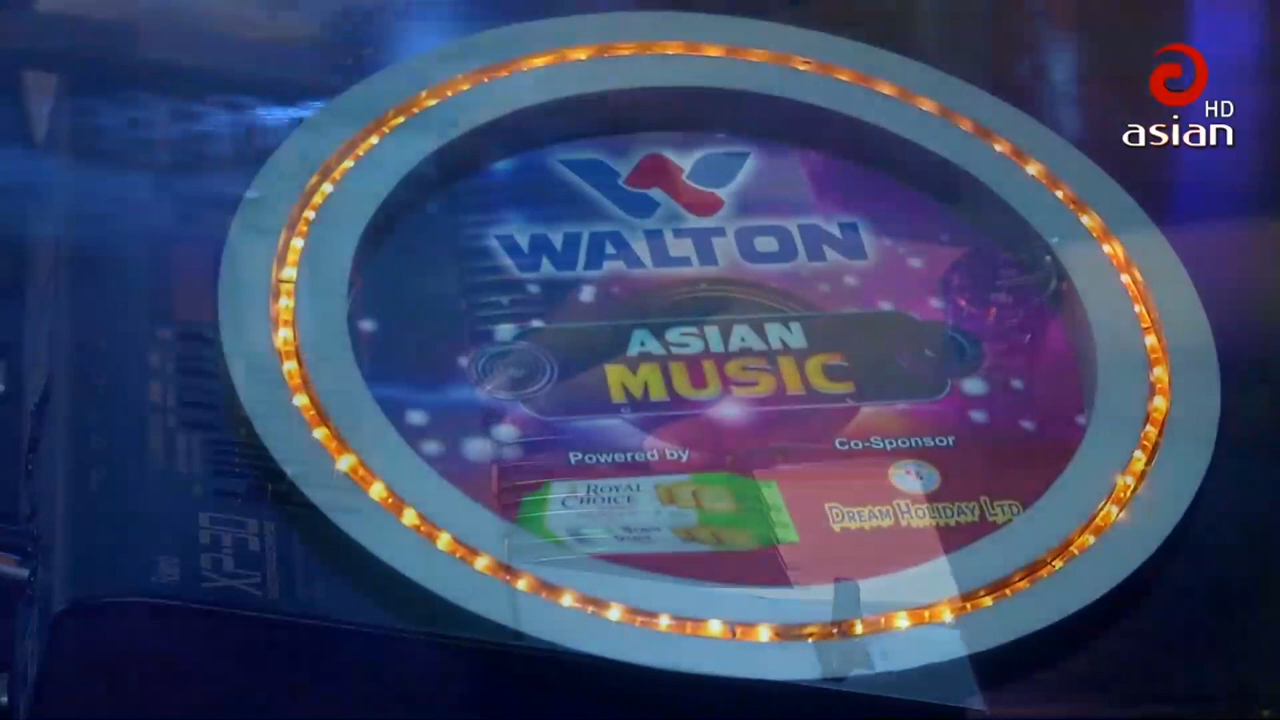 HD
asian
WALTON
ASIAN
MUSIC
Powered by
Co-Sponsor
ROYAL
CHOICE
DREAM HOLIDAY LTD